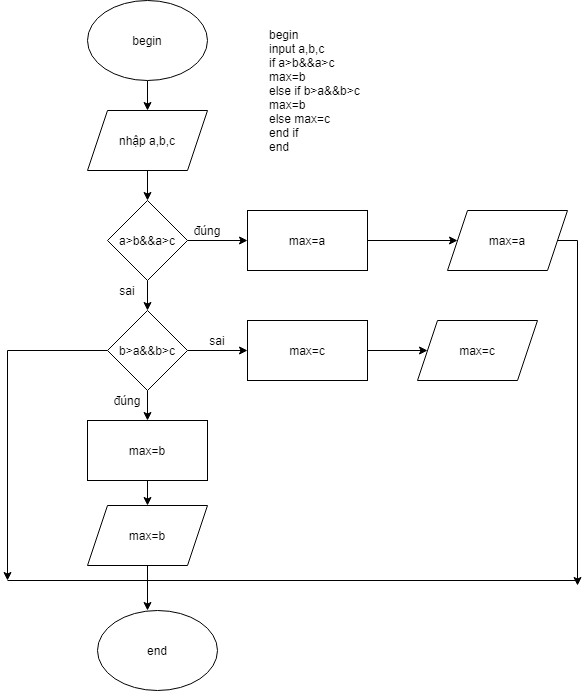 begin
begin
input a,b,c
if a>b&&a>c
max=b
else if b>a&&b>c
max=b
else max=c
end if
end
nhập a,b,c
a>b&&a>c
đúng
max=a
max=a
sai
b>a&&b>c
sai
max=c
max=c
đúng
max=b
max=b
end